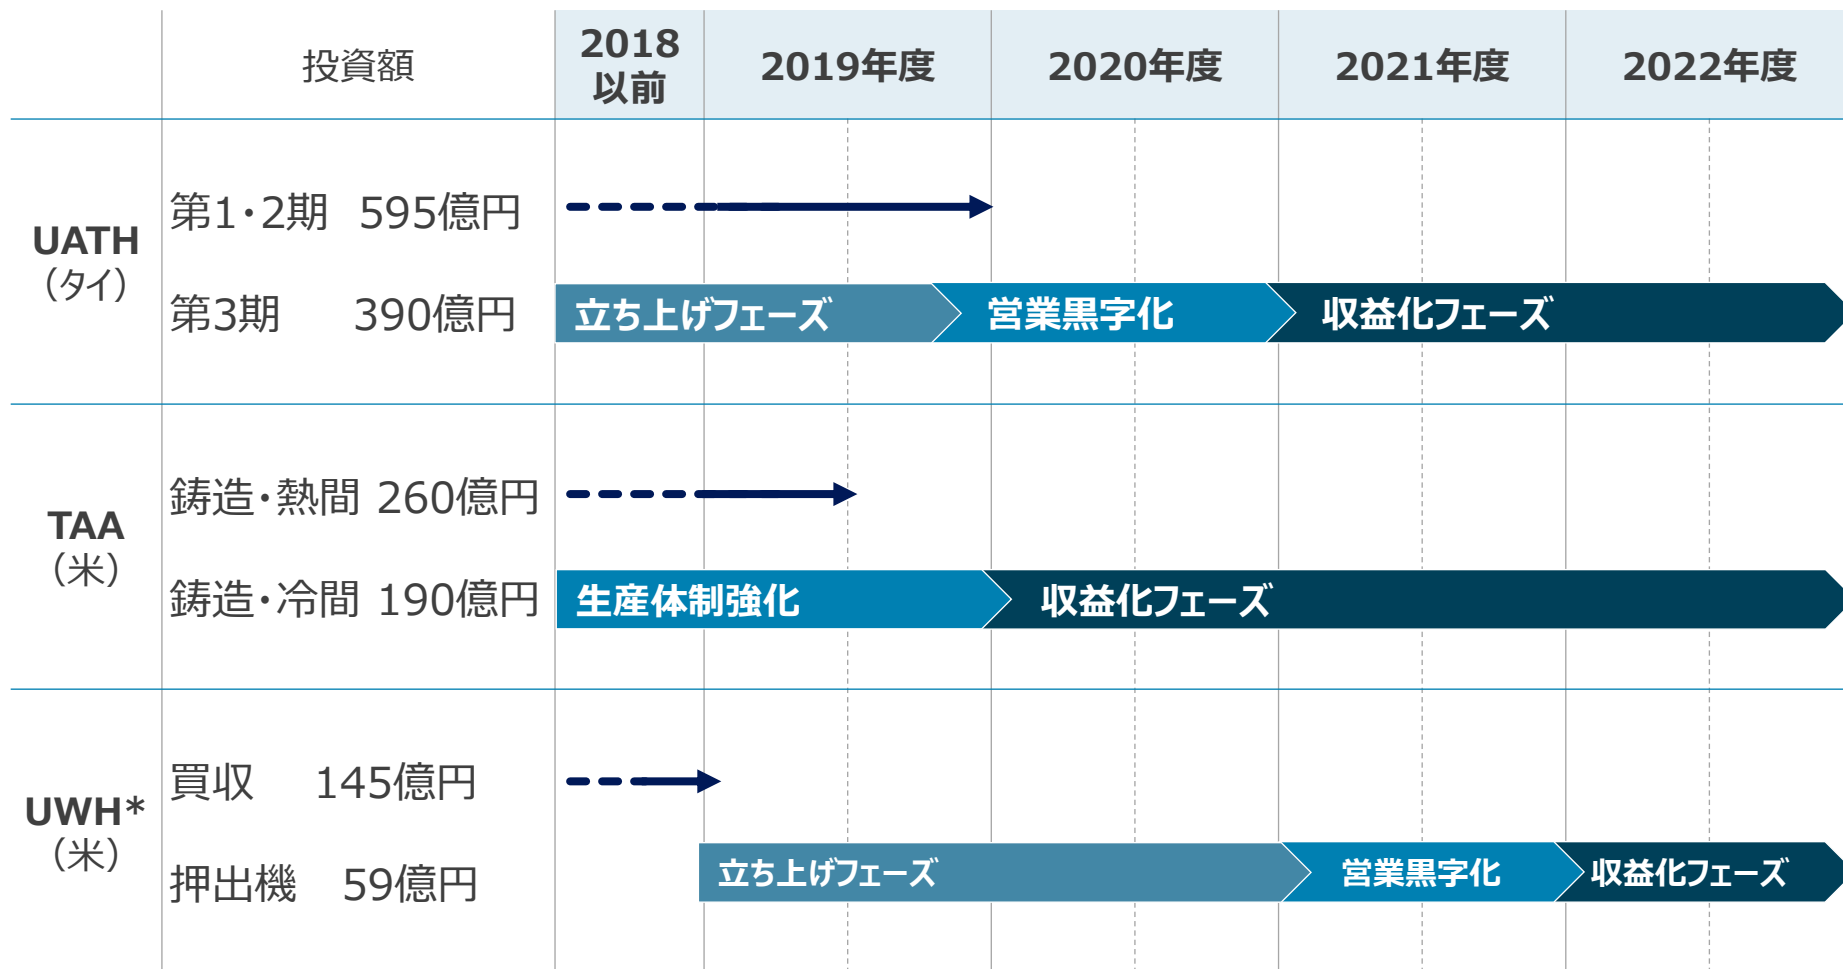 投資額
2018
以前
2019年度
2020年度
2021年度
2022年度
UATH
（タイ）
第1・2期 595億円
第3期 390億円
立ち上げフェーズ
営業黒字化
収益化フェーズ
TAA
（米）
鋳造・熱間 260億円
鋳造・冷間 190億円
生産体制強化
収益化フェーズ
UWH*
（米）
買収 145億円
押出機 59億円
立ち上げフェーズ
営業黒字化
収益化フェーズ